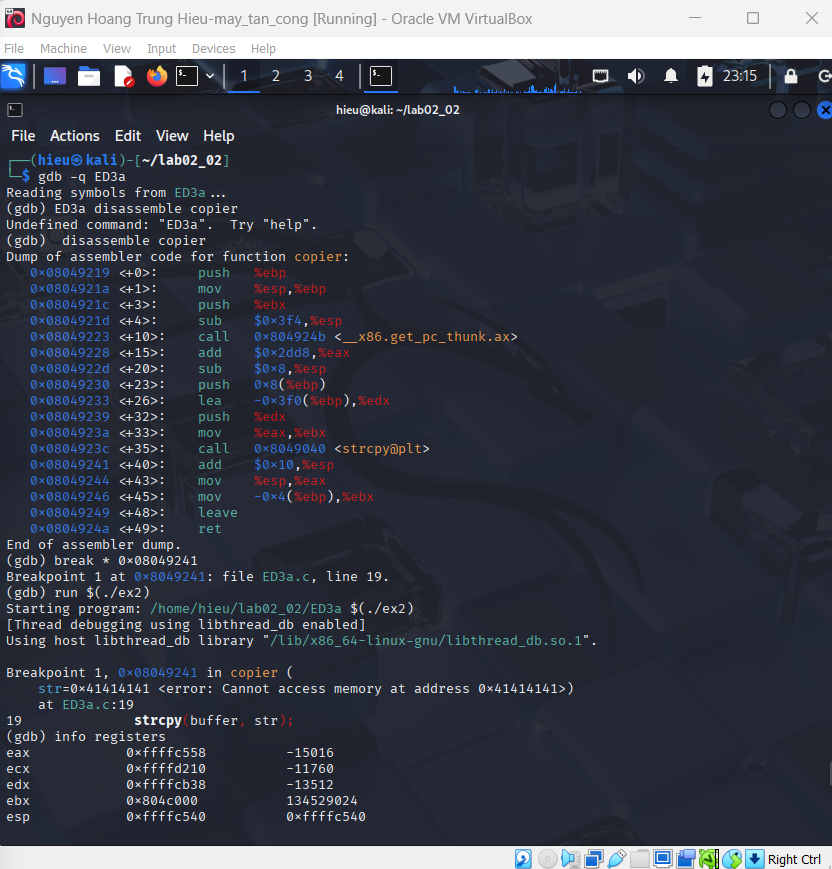 Nguyen Hoang Trung Hieu-may_tan_cong [Running] - Oracle VM VirtualBox
File Machine View Input Devices Help
1 2 3 4 23:15
hieu@kali: ~/lab02_02
File Actions Edit View Help
┌──(hieu㉿kali)-[~/lab02_02]
└─$ gdb -q ED3a
Reading symbols from ED3a...
(gdb) ED3a disassemble copier
Undefined command: "ED3a".  Try "help".
(gdb)  disassemble copier
Dump of assembler code for function copier:
0x08049219 <+0>: push %ebp
0x0804921a <+1>: mov %esp,%ebp
0x0804921c <+3>: push %ebx
0x0804921d <+4>: sub $0x3f4,%esp
0x08049223 <+10>: call 0x804924b <__x86.get_pc_thunk.ax>
0x08049228 <+15>: add $0x2dd8,%eax
0x0804922d <+20>: sub $0x8,%esp
0x08049230 <+23>: push 0x8(%ebp)
0x08049233 <+26>: lea -0x3f0(%ebp),%edx
0x08049239 <+32>: push %edx
0x0804923a <+33>: mov %eax,%ebx
0x0804923c <+35>: call 0x8049040 <strcpy@plt>
0x08049241 <+40>: add $0x10,%esp
0x08049244 <+43>: mov %esp,%eax
0x08049246 <+45>: mov -0x4(%ebp),%ebx
0x08049249 <+48>: leave
0x0804924a <+49>: ret
End of assembler dump.
(gdb) break * 0x08049241
Breakpoint 1 at 0x8049241: file ED3a.c, line 19.
(gdb) run $(./ex2)
Starting program: /home/hieu/lab02_02/ED3a $(./ex2)
[Thread debugging using libthread_db enabled]
Using host libthread_db library "/lib/x86_64-linux-gnu/libthread_db.so.1".
Breakpoint 1, 0x08049241 in copier (
str=0x41414141 <error: Cannot access memory at address 0x41414141>)
at ED3a.c:19
19 strcpy(buffer, str);
(gdb) info registers
eax 0xffffc558 -15016
ecx 0xffffd210 -11760
edx 0xffffcb38 -13512
ebx 0x804c000 134529024
esp 0xffffc540 0xffffc540
Right Ctrl